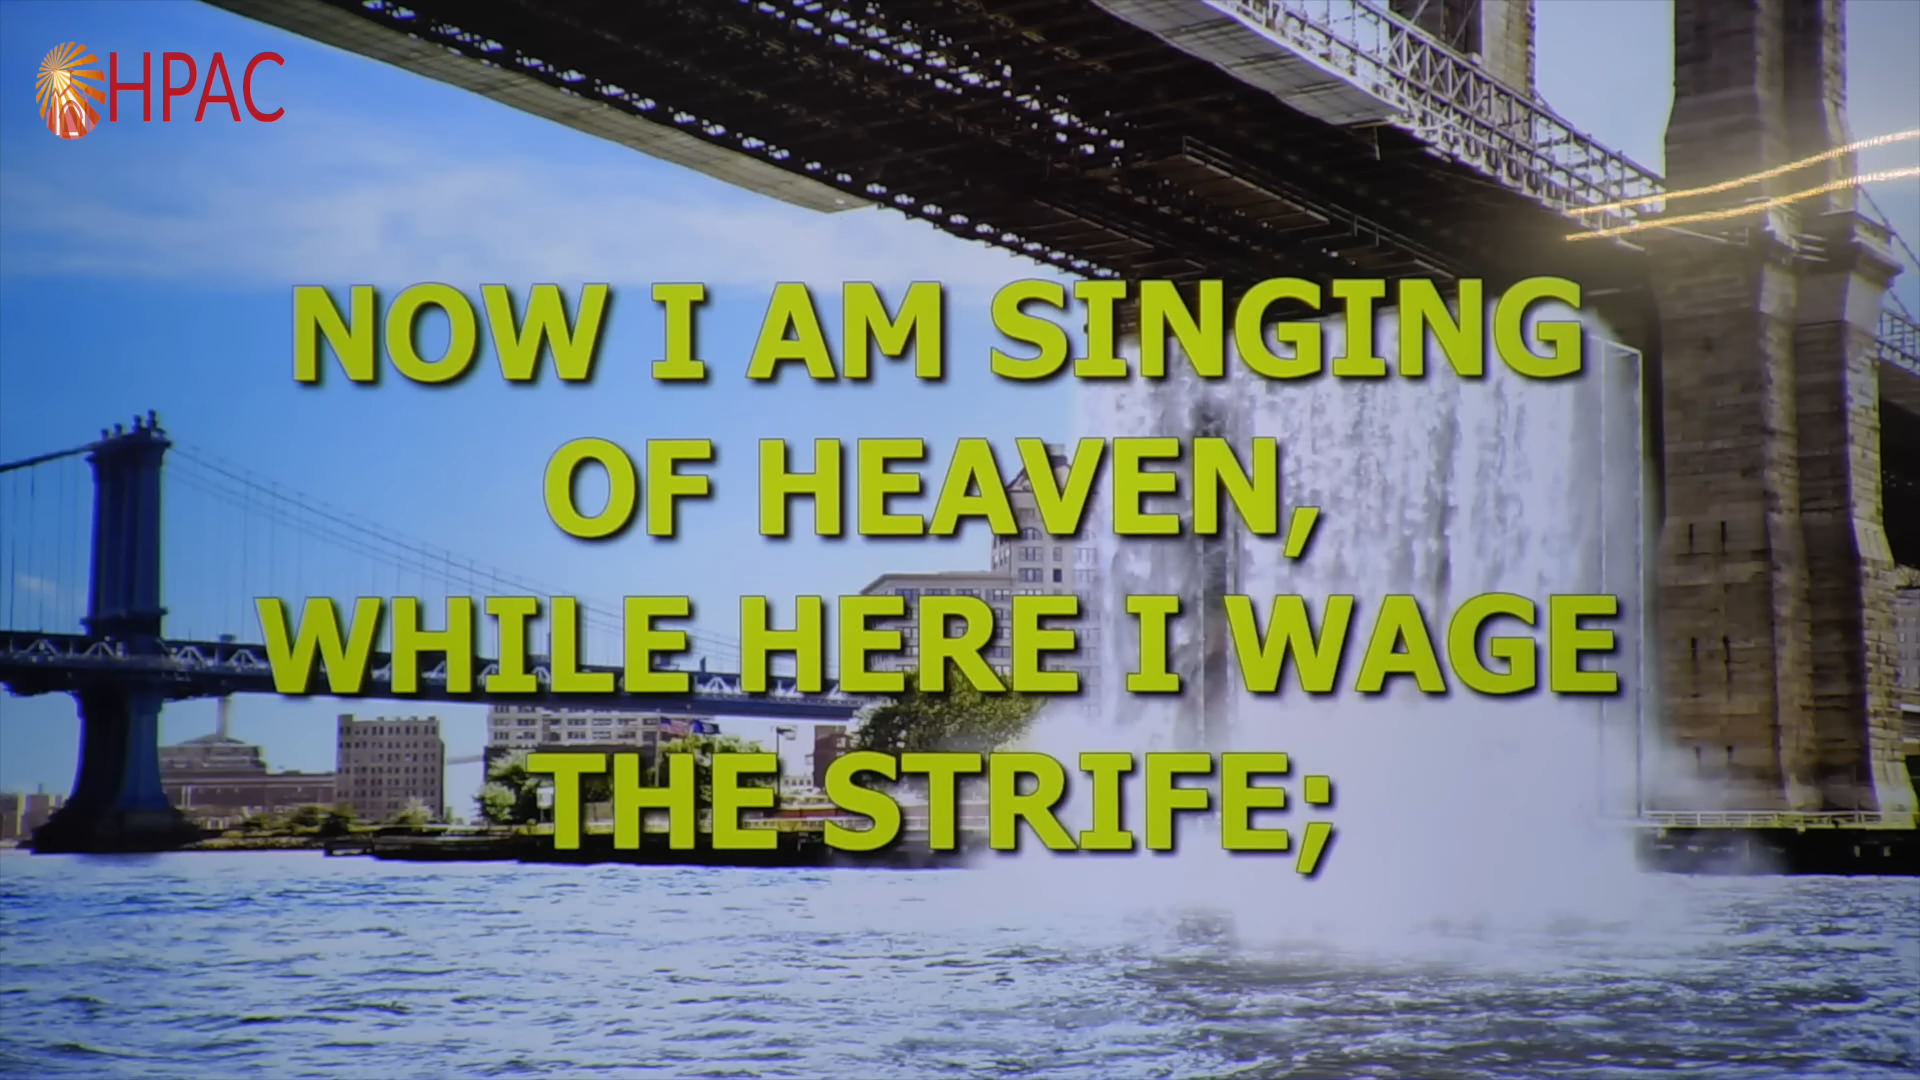 HPAC
NOW I AM SINGING
OF HEAVEN,
WHILE HERE I WAGE
THE STRIFE;